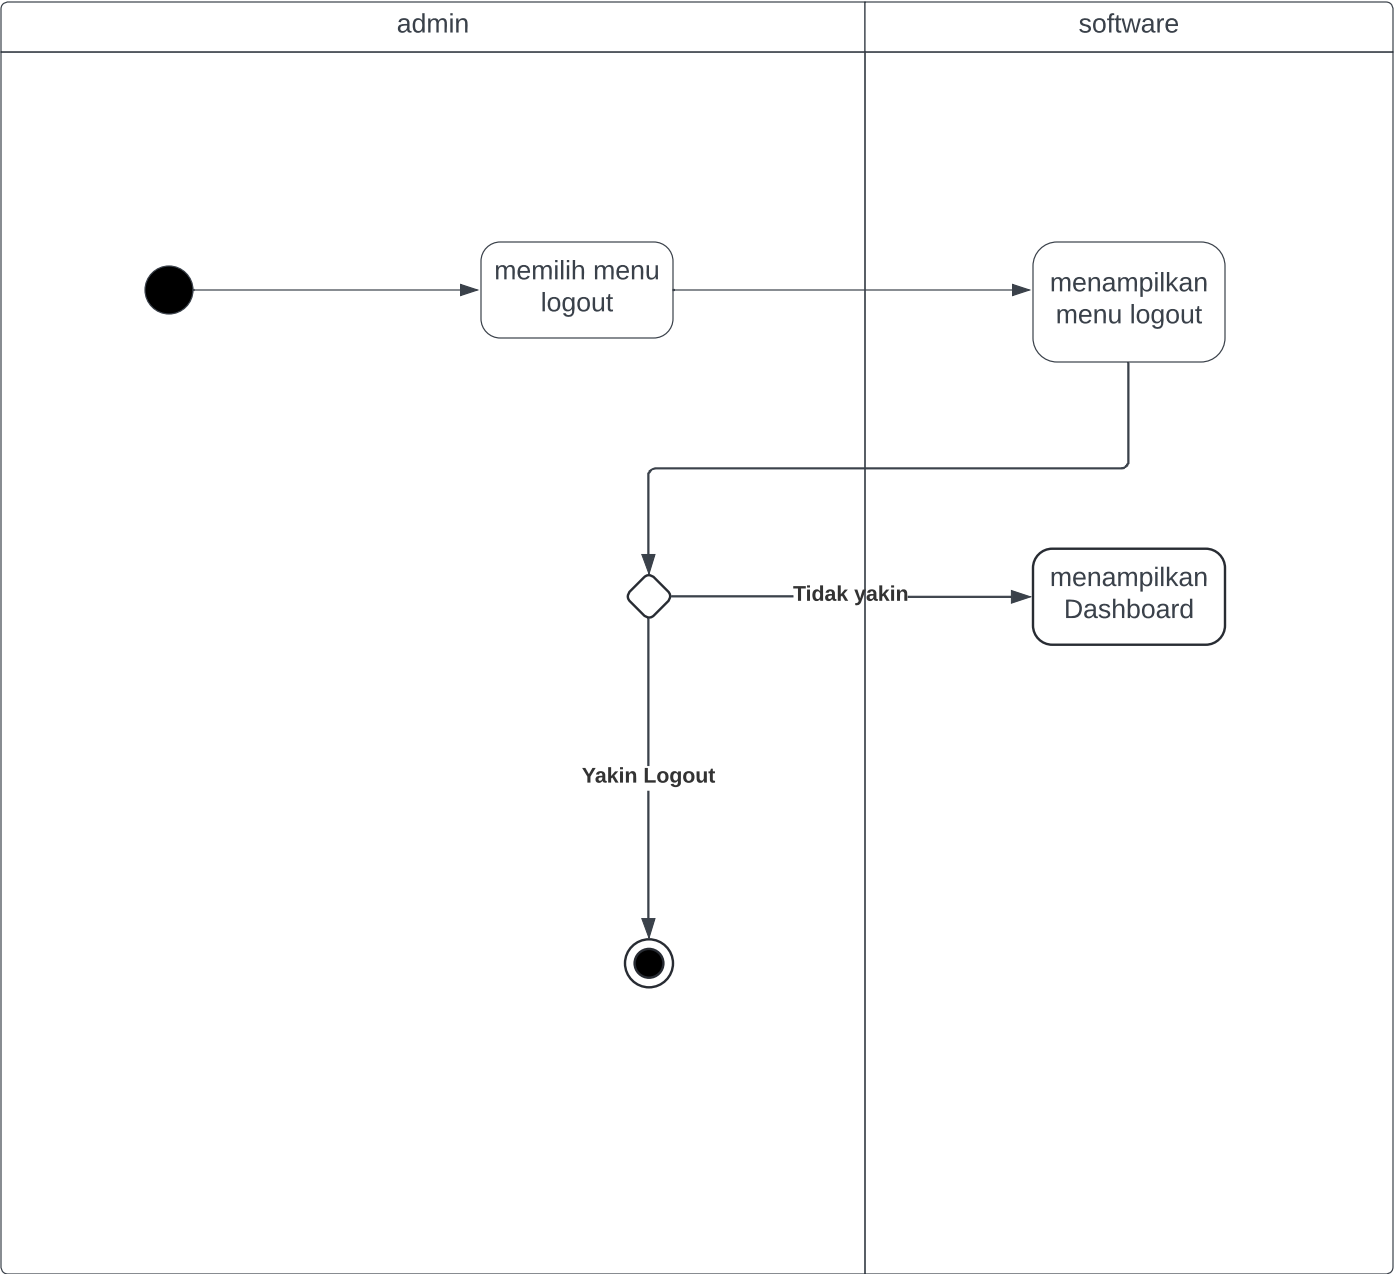 admin
software
memilih menu
logout
menampilkan
menu logout
Tidak yakin
menampilkan
Dashboard
Yakin Logout